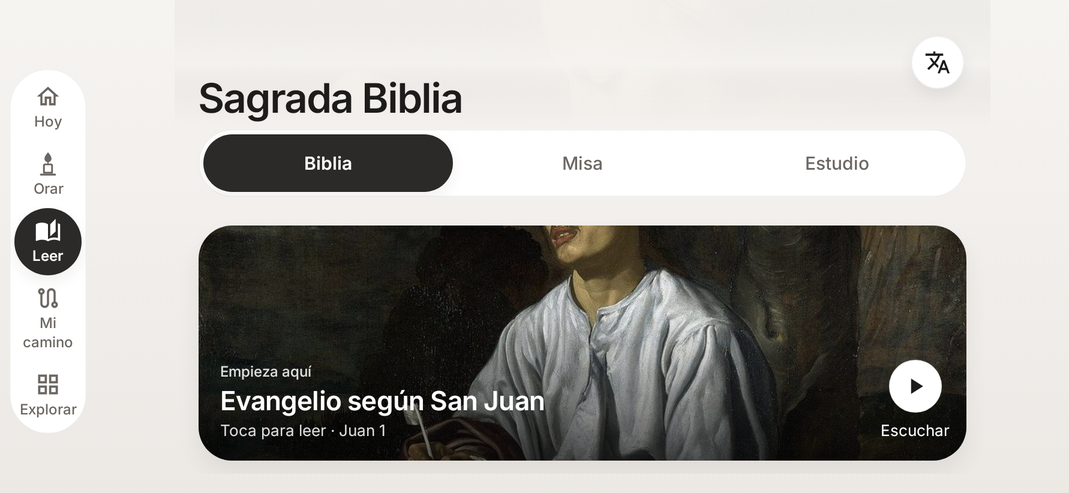 Sagrada Biblia
Hoy
Orar
Leer
Mi
camino
Explorar
Biblia
Misa
Estudio
Empieza aquí
Evangelio según San Juan
Toca para leer · Juan 1
Escuchar